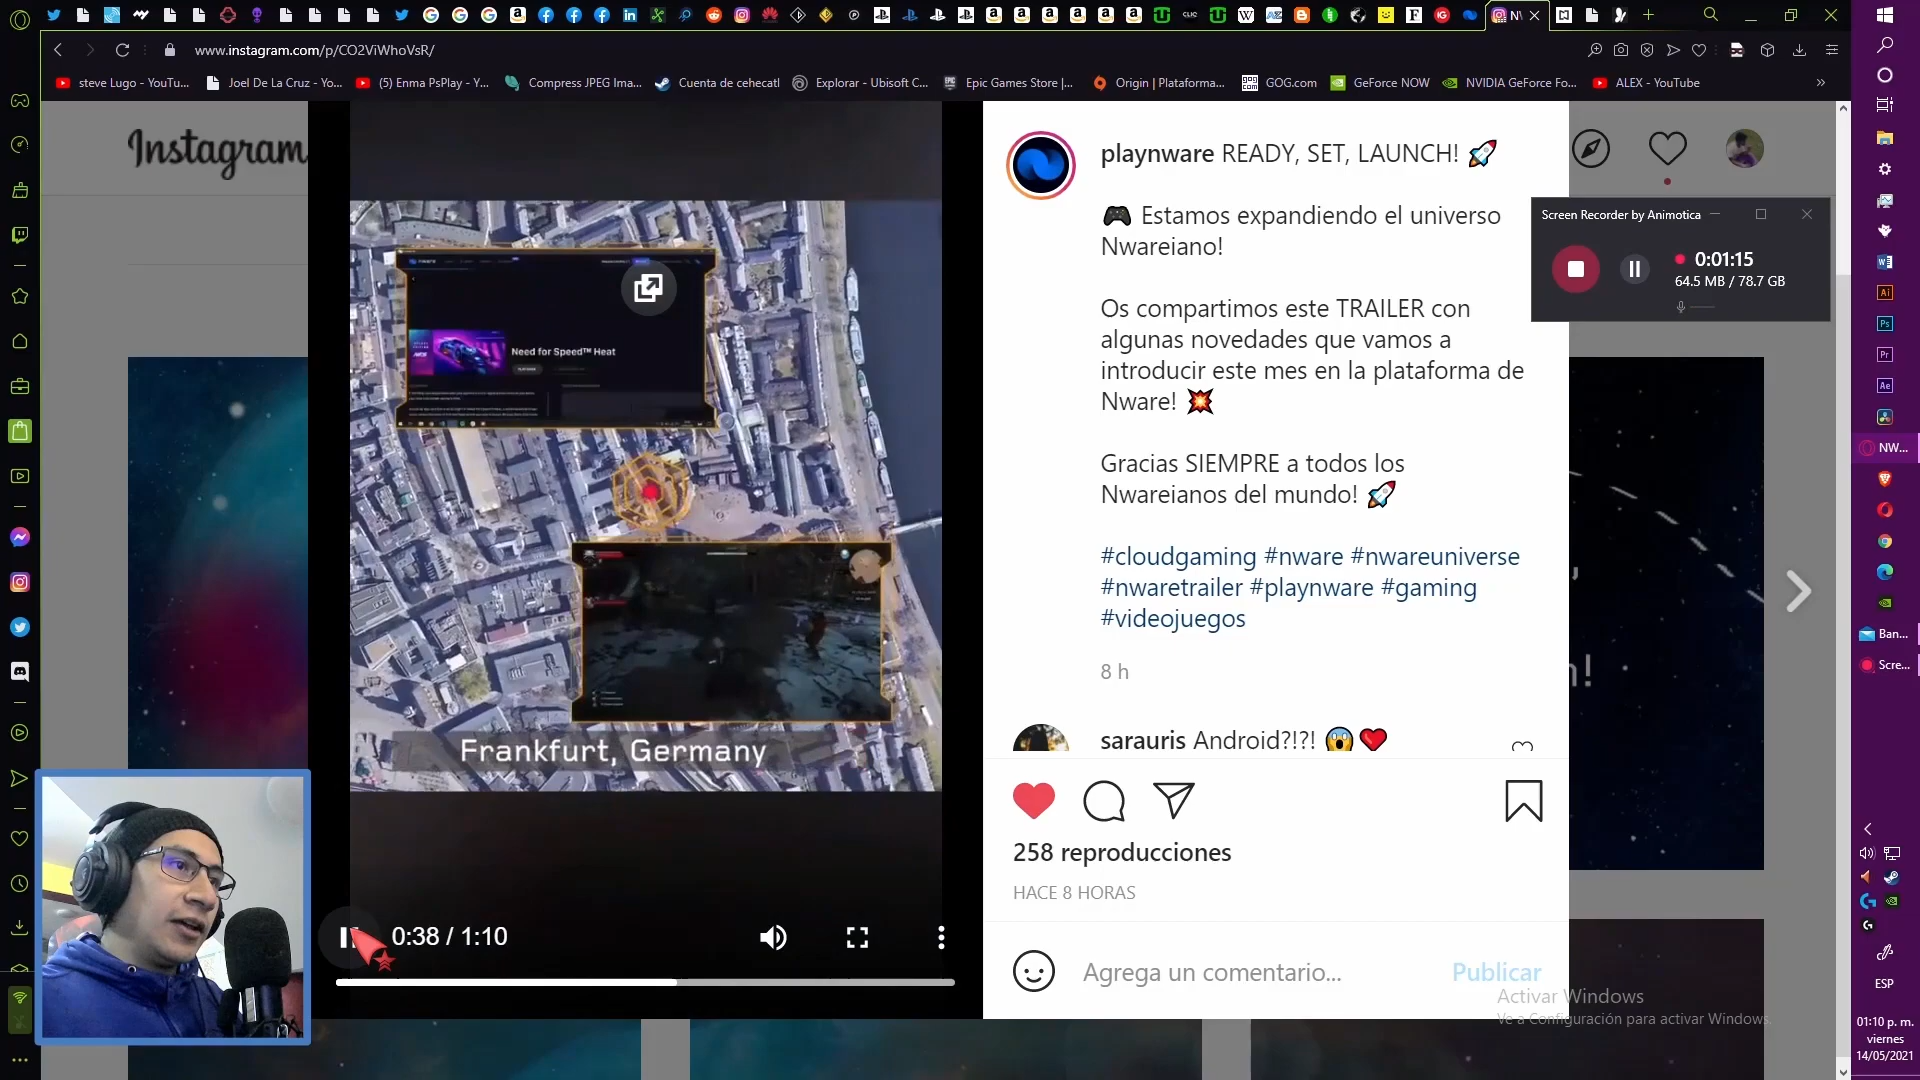 www.instagram.com/p/CO2ViWhoVsR/
steve Lugo - YouTu...
Joel De La Cruz - Yo...
(5) Enma PsPlay - Y...
Compress JPEG Ima...
Cuenta de cehecatl
Explorar - Ubisoft C...
Epic Games Store |...
Origin | Plataforma...
GOG.com
GeForce NOW
NVIDIA GeForce Fo...
ALEX - YouTube
Instagram
playnware READY, SET, LAUNCH! 🚀
🎮 Estamos expandiendo el universo
Nwareiano!
Os compartimos este TRAILER con
algunas novedades que vamos a
introducir este mes en la plataforma de
Nware! 💥
Gracias SIEMPRE a todos los
Nwareianos del mundo! 🚀
#cloudgaming #nware #nwareuniverse
#nwaretrailer #playnware #gaming
#videojuegos
8 h
sarauris Android?!?! 😱❤️
258 reproducciones
HACE 8 HORAS
Agrega un comentario...
Publicar
Need for Speed™ Heat
Frankfurt, Germany
0:38 / 1:10
Screen Recorder by Animotica
0:01:15
64.5 MB / 78.7 GB
NW...
Ban...
Scre...
Activar Windows
Ve a Configuración para activar Windows.
ESP
01:10 p. m.
viernes
14/05/2021